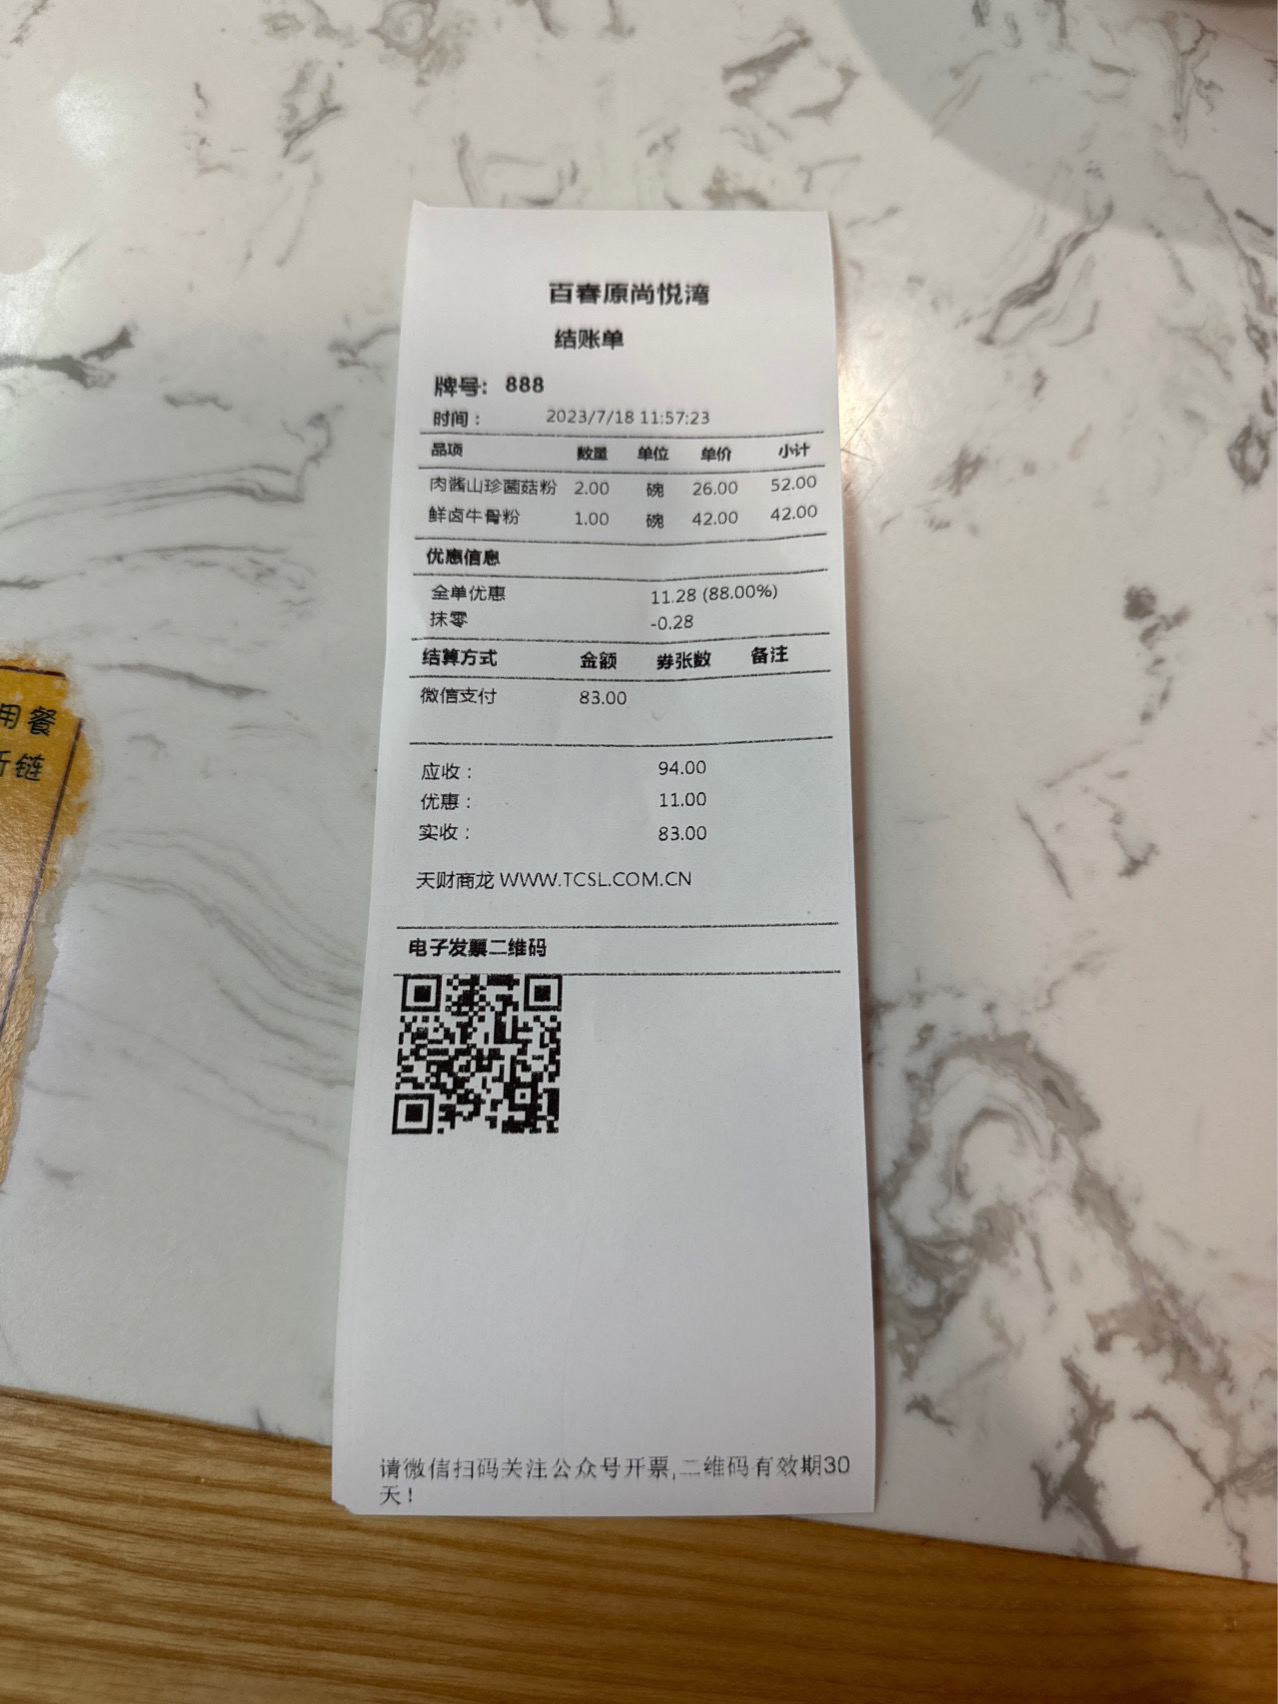 百春原尚悦湾
结账单
牌号: 888
时间： 2023/7/18 11:57:23
品项 数量 单位 单价 小计
肉酱山珍菌菇粉 2.00 碗 26.00 52.00
鲜卤牛骨粉 1.00 碗 42.00 42.00
优惠信息
全单优惠 11.28 (88.00%)
抹零 -0.28
结算方式 金额 券张数 备注
微信支付 83.00
应收： 94.00
优惠： 11.00
实收： 83.00
天财商龙 WWW.TCSL.COM.CN
电子发票二维码
请微信扫码关注公众号开票,二维码有效期30
天!
用餐
链